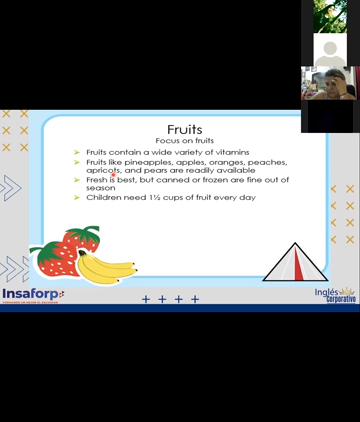 Fruits
Focus on fruits
Fruits contain a wide variety of vitamins
Fruits like pineapples, apples, oranges, peaches,
apricots, and pears are readily available
Fresh is best, but canned or frozen are fine out of
season
Children need 1½ cups of fruit every day
Insaforp
Inglés
Corporativo